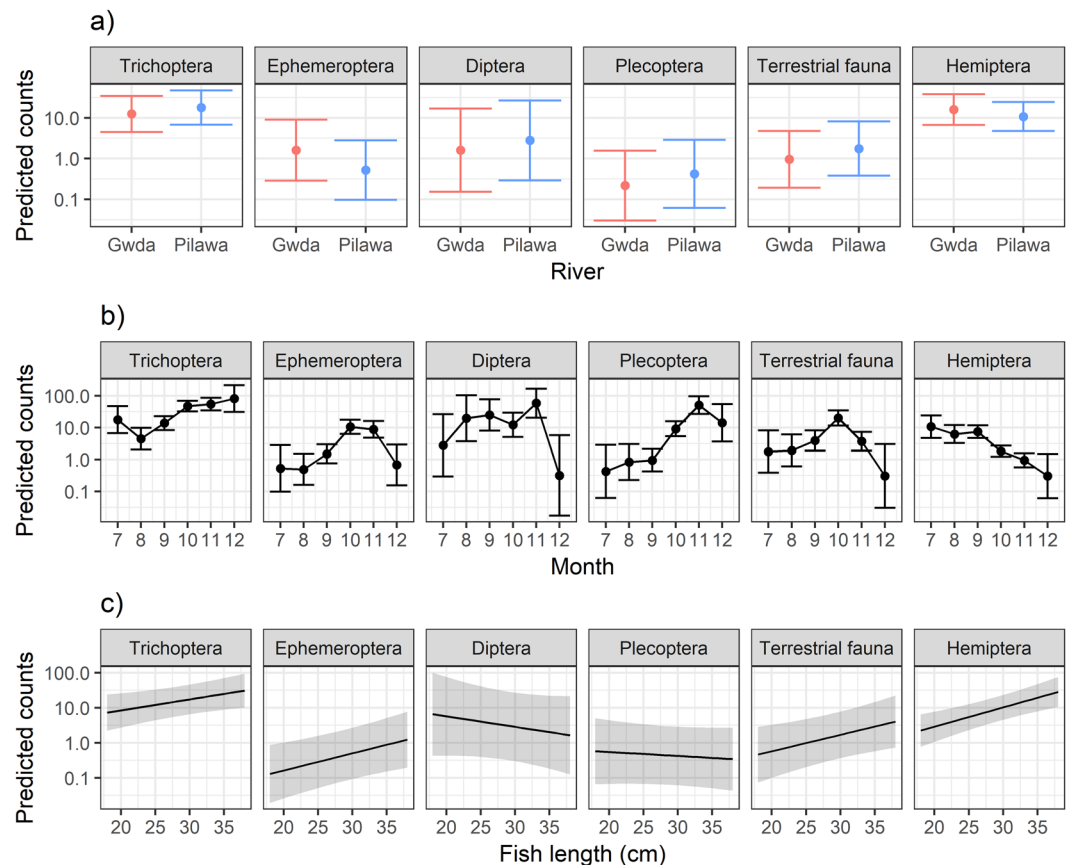 a)
Trichoptera Ephemeroptera Diptera Plecoptera Terrestrial fauna Hemiptera
Predicted counts
10.0
1.0
0.1
Gwda Pilawa Gwda Pilawa Gwda Pilawa Gwda Pilawa Gwda Pilawa Gwda Pilawa
River
b)
Trichoptera Ephemeroptera Diptera Plecoptera Terrestrial fauna Hemiptera
Predicted counts
100.0
10.0
1.0
0.1
7 8 9 10 11 12 7 8 9 10 11 12 7 8 9 10 11 12 7 8 9 10 11 12 7 8 9 10 11 12 7 8 9 10 11 12
Month
c)
Trichoptera Ephemeroptera Diptera Plecoptera Terrestrial fauna Hemiptera
Predicted counts
100.0
10.0
1.0
0.1
20 25 30 35 20 25 30 35 20 25 30 35 20 25 30 35 20 25 30 35 20 25 30 35
Fish length (cm)